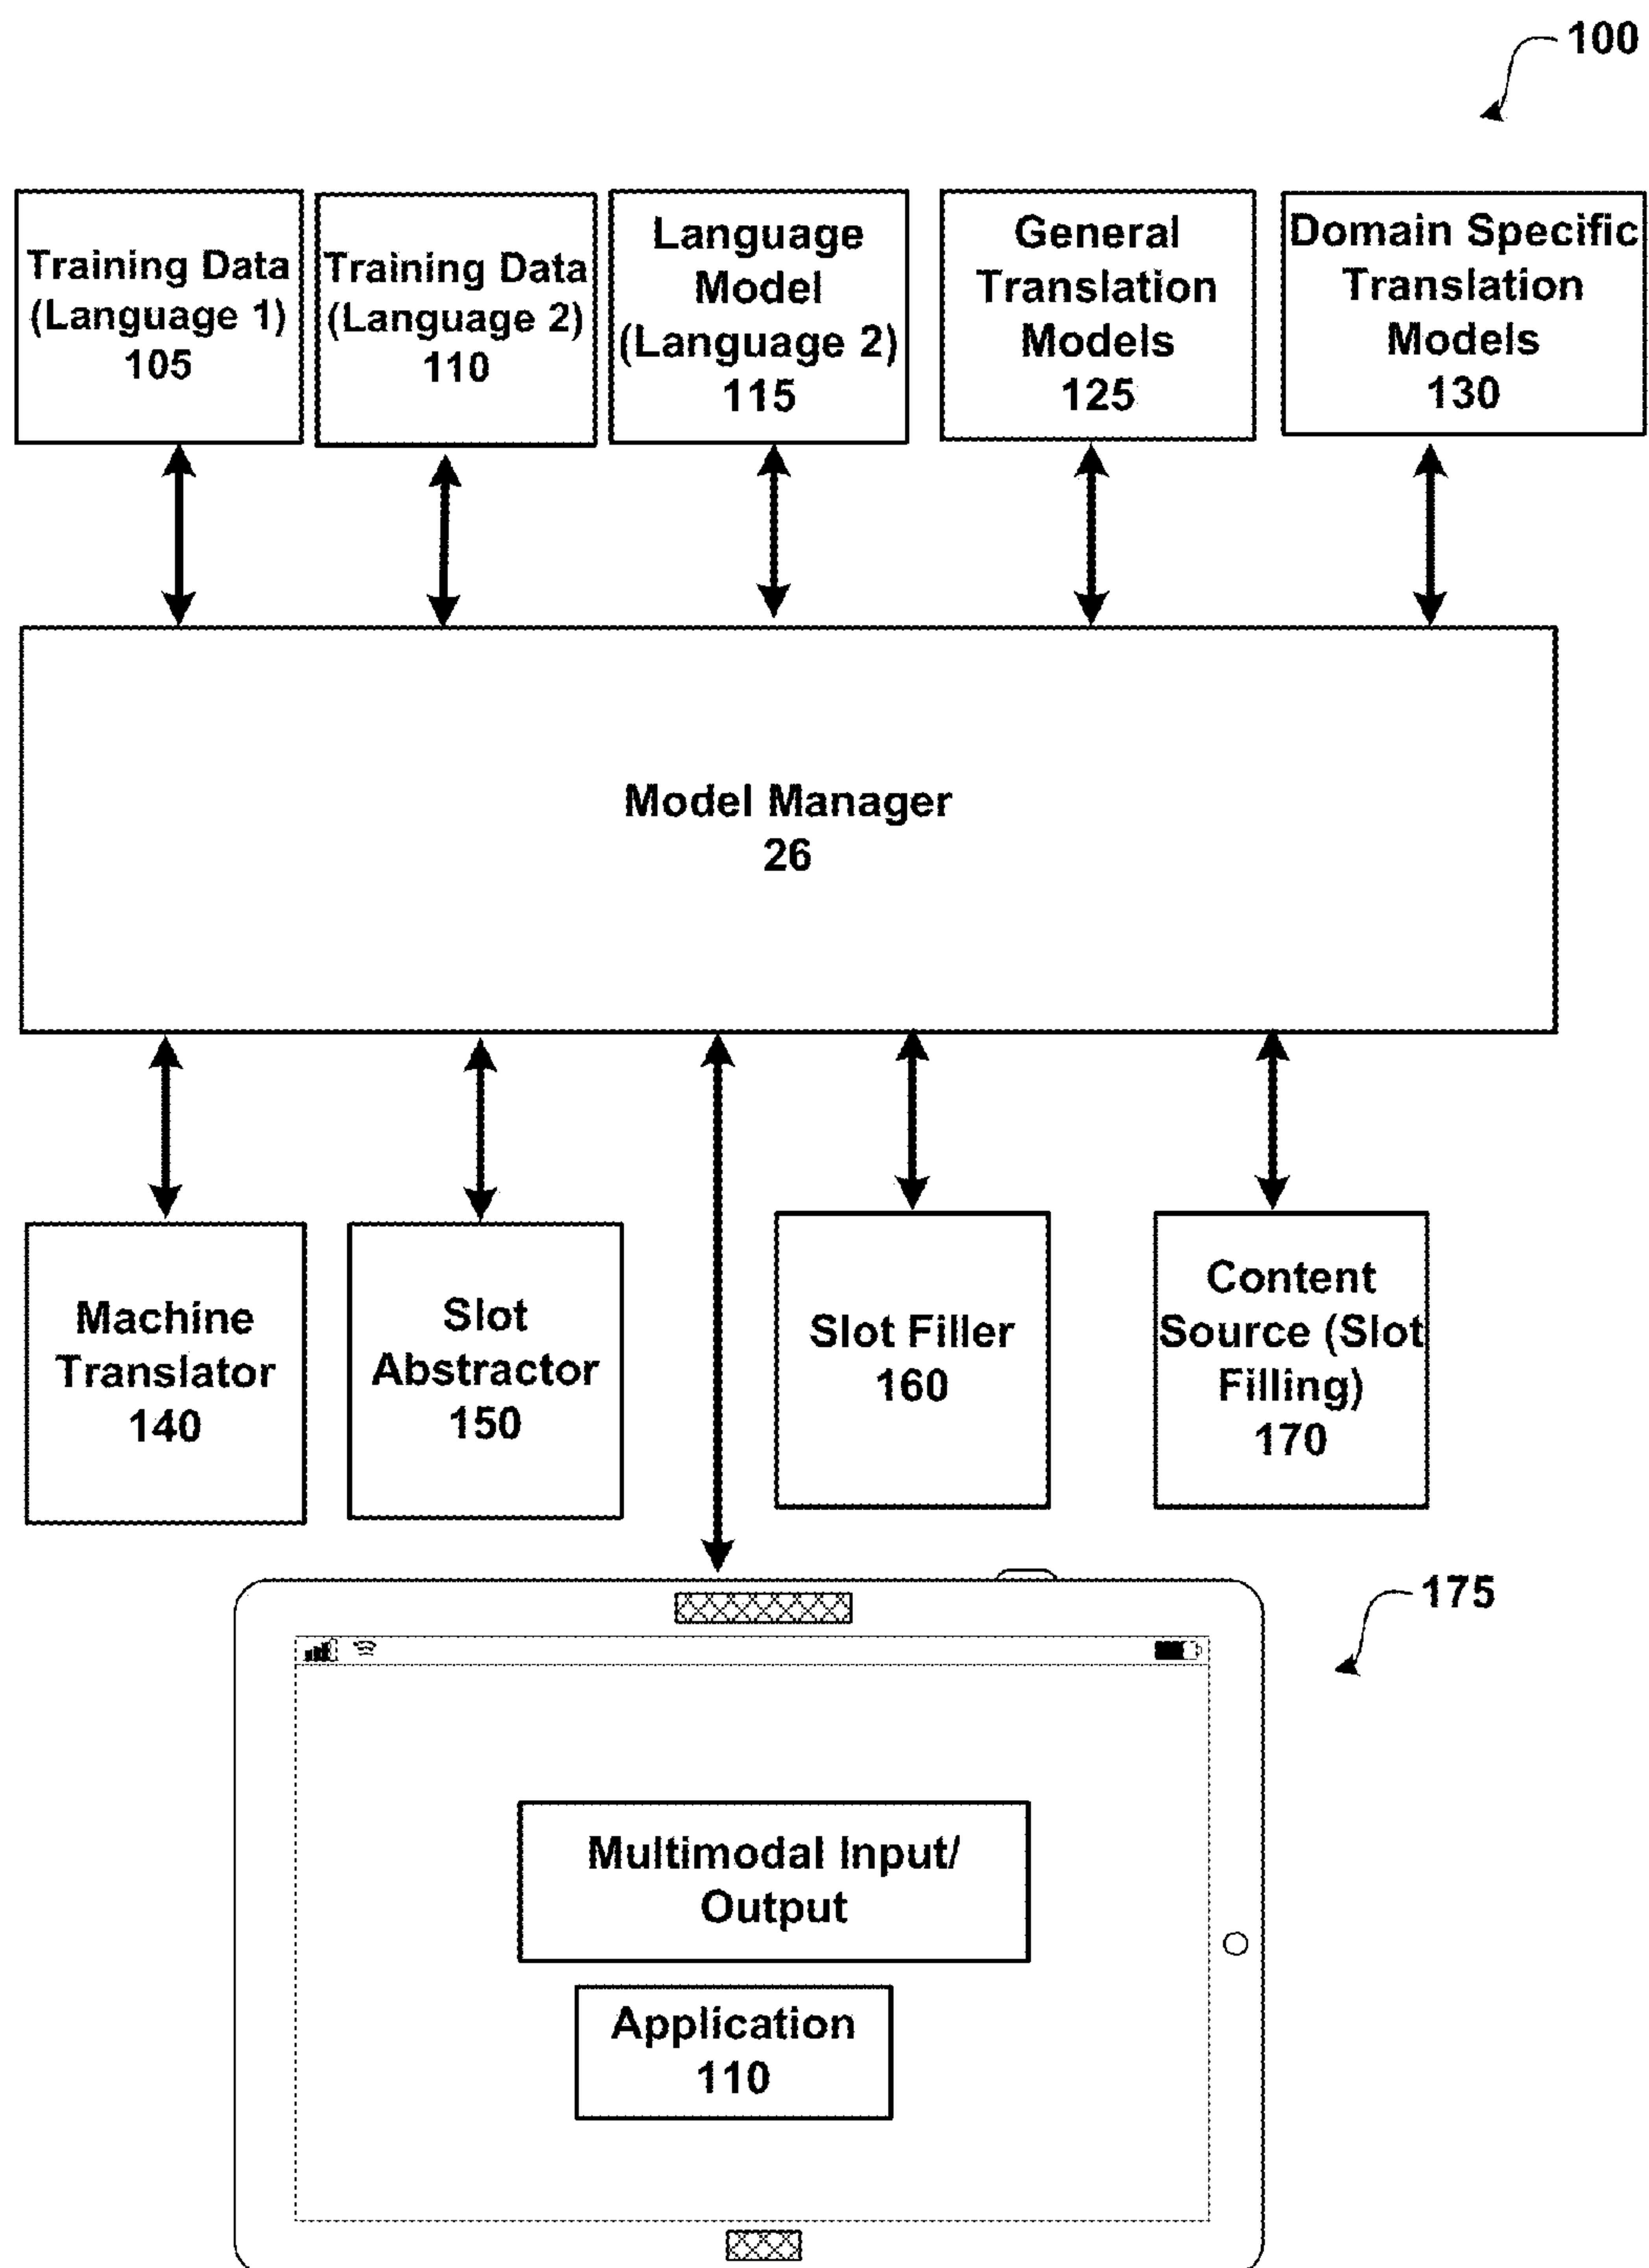 100
Training Data
(Language 1)
105
Training Data
(Language 2)
110
Language
Model
(Language 2)
115
General
Translation
Models
125
Domain Specific
Translation
Models
130
Model Manager
26
Machine
Translator
140
Slot
Abstractor
150
Slot Filler
160
Content
Source (Slot
Filling)
170
175
Multimodal Input/
Output
Application
110